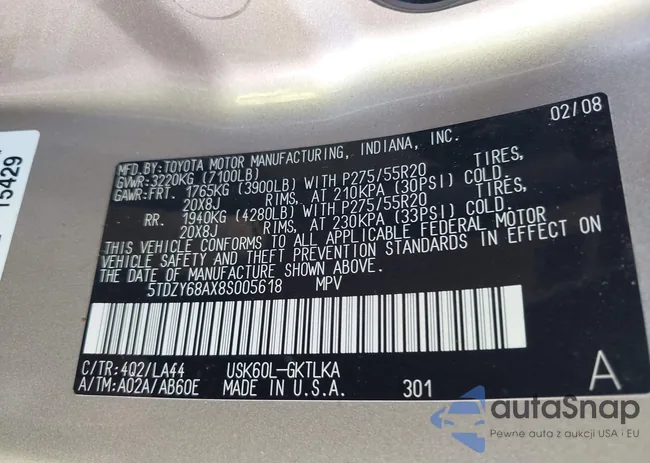 15429
02/08
MFD.BY:TOYOTA MOTOR MANUFACTURING, INDIANA, INC.
GVWR:3220KG (7100LB)
GAWR:FRT. 1765KG (3900LB) WITH P275/55R20 TIRES,
20X8J RIMS, AT 210KPA (30PSI) COLD.
RR. 1940KG (4280LB) WITH P275/55R20 TIRES,
20X8J RIMS, AT 230KPA (33PSI) COLD.
THIS VEHICLE CONFORMS TO ALL APPLICABLE FEDERAL MOTOR
VEHICLE SAFETY AND THEFT PREVENTION STANDARDS IN EFFECT ON
THE DATE OF MANUFACTURE SHOWN ABOVE.
5TDZY68AX8S005618 MPV
C/TR:4Q2/LA44 USK60L-GKTLKA
A/TM:A02A/AB60E MADE IN U.S.A. 301 A
autaSnap
Pewne auta z aukcji USA i EU